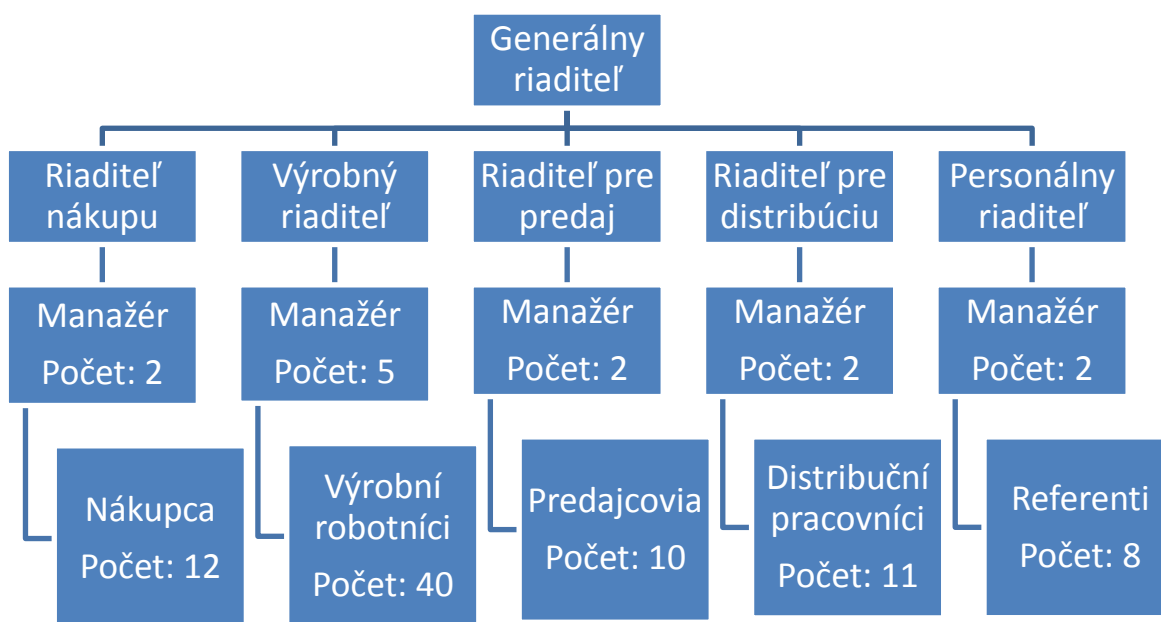 Generálny
riaditeľ
Riaditeľ
nákupu
Výrobný
riaditeľ
Riaditeľ pre
predaj
Riaditeľ pre
distribúciu
Personálny
riaditeľ
Manažér
Počet: 2
Manažér
Počet: 5
Manažér
Počet: 2
Manažér
Počet: 2
Manažér
Počet: 2
Nákupca
Počet: 12
Výrobní
robotníci
Počet: 40
Predajcovia
Počet: 10
Distribuční
pracovníci
Počet: 11
Referenti
Počet: 8